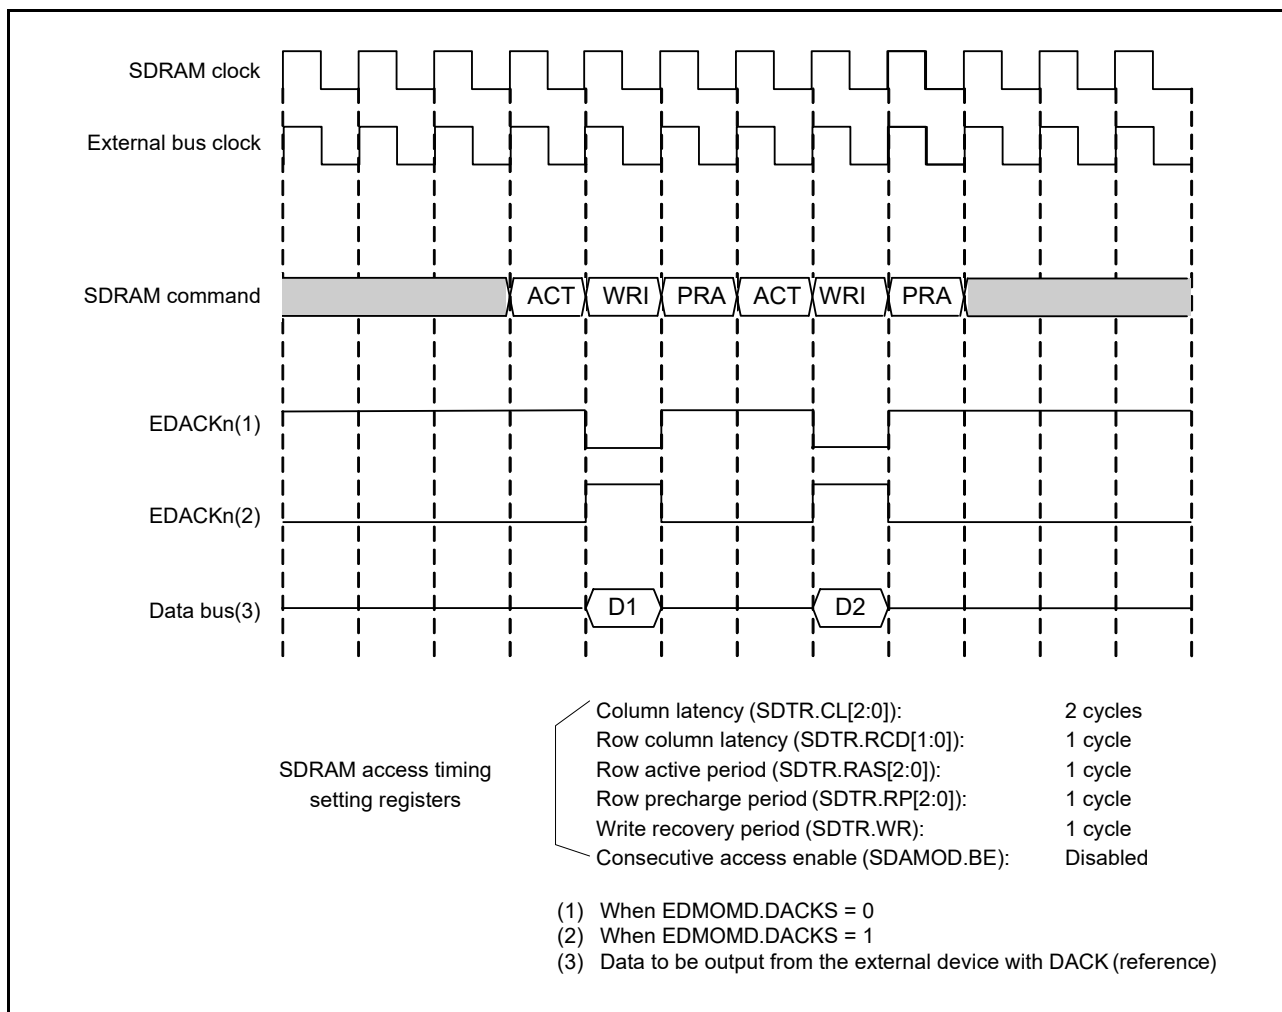 SDRAM clock
External bus clock
SDRAM command ACT WRI PRA ACT WRI PRA
EDACKn(1)
EDACKn(2)
Data bus(3) D1 D2
SDRAM access timing
setting registers
Column latency (SDTR.CL[2:0]): 2 cycles
Row column latency (SDTR.RCD[1:0]): 1 cycle
Row active period (SDTR.RAS[2:0]): 1 cycle
Row precharge period (SDTR.RP[2:0]): 1 cycle
Write recovery period (SDTR.WR): 1 cycle
Consecutive access enable (SDAMOD.BE): Disabled
(1) When EDMOMD.DACKS = 0
(2) When EDMOMD.DACKS = 1
(3) Data to be output from the external device with DACK (reference)